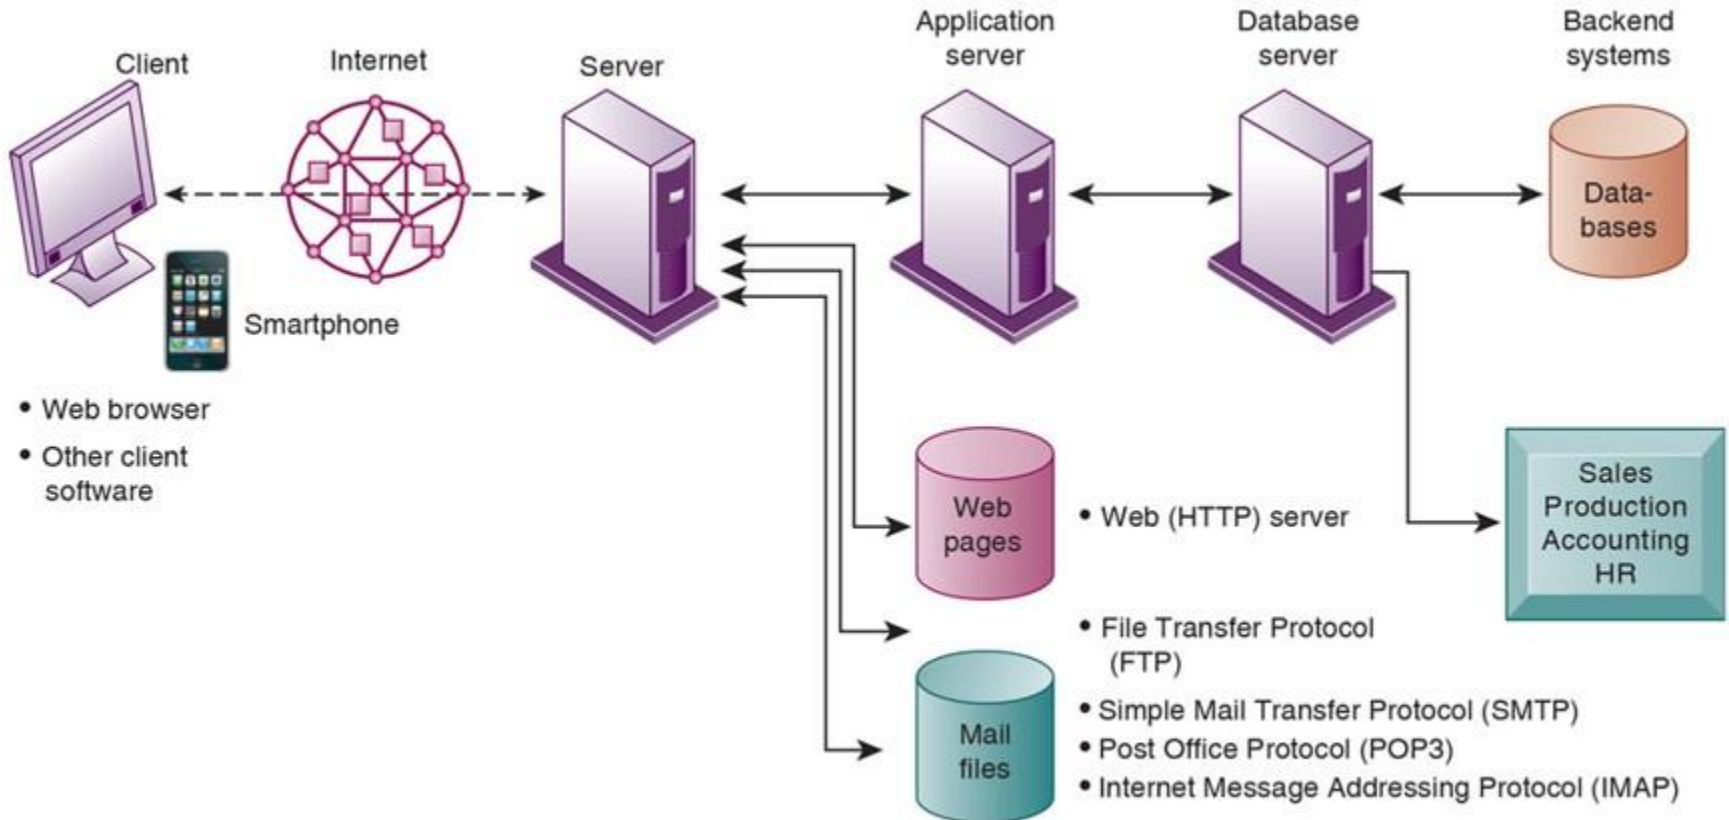 Client
Internet
Server
Application
server
Database
server
Backend
systems
Data-
bases
Smartphone
• Web browser
• Other client
software
Web
pages
• Web (HTTP) server
Sales
Production
Accounting
HR
• File Transfer Protocol
(FTP)
Mail
files
• Simple Mail Transfer Protocol (SMTP)
• Post Office Protocol (POP3)
• Internet Message Addressing Protocol (IMAP)